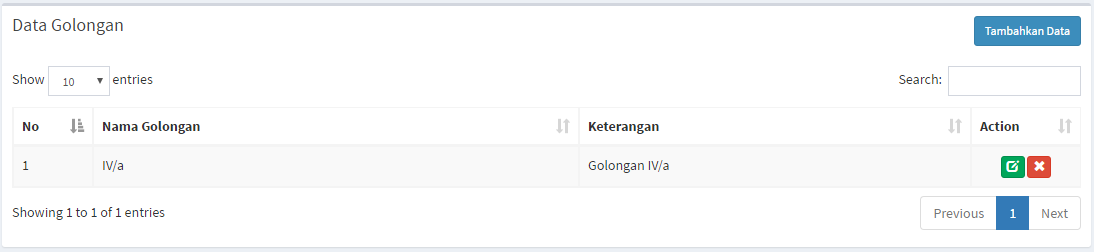 Data Golongan
Tambahkan Data
Show 10 entries Search:
No Nama Golongan Keterangan Action
1 IV/a Golongan IV/a
Showing 1 to 1 of 1 entries Previous 1 Next